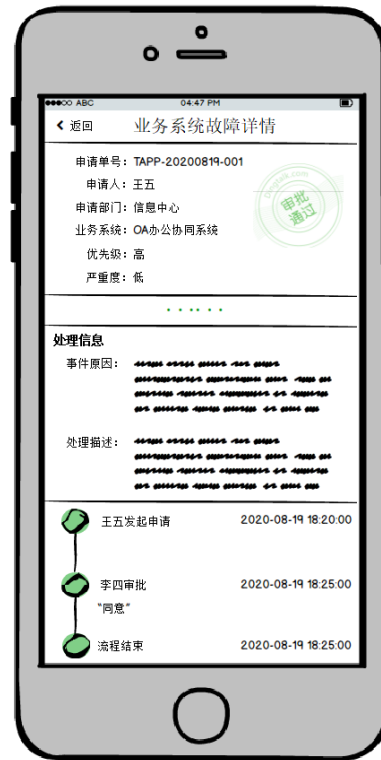 ABC 04:47 PM
返回 业务系统故障详情
申请单号：TAPP-20200819-001
申请人：王五
申请部门：信息中心
业务系统：OA办公协同系统
优先级：高
严重度：低
dingtalk.com
审批
通过
处理信息
事件原因：
处理描述：
王五发起申请 2020-08-19 18:20:00
李四审批 2020-08-19 18:25:00
“同意”
流程结束 2020-08-19 18:25:00